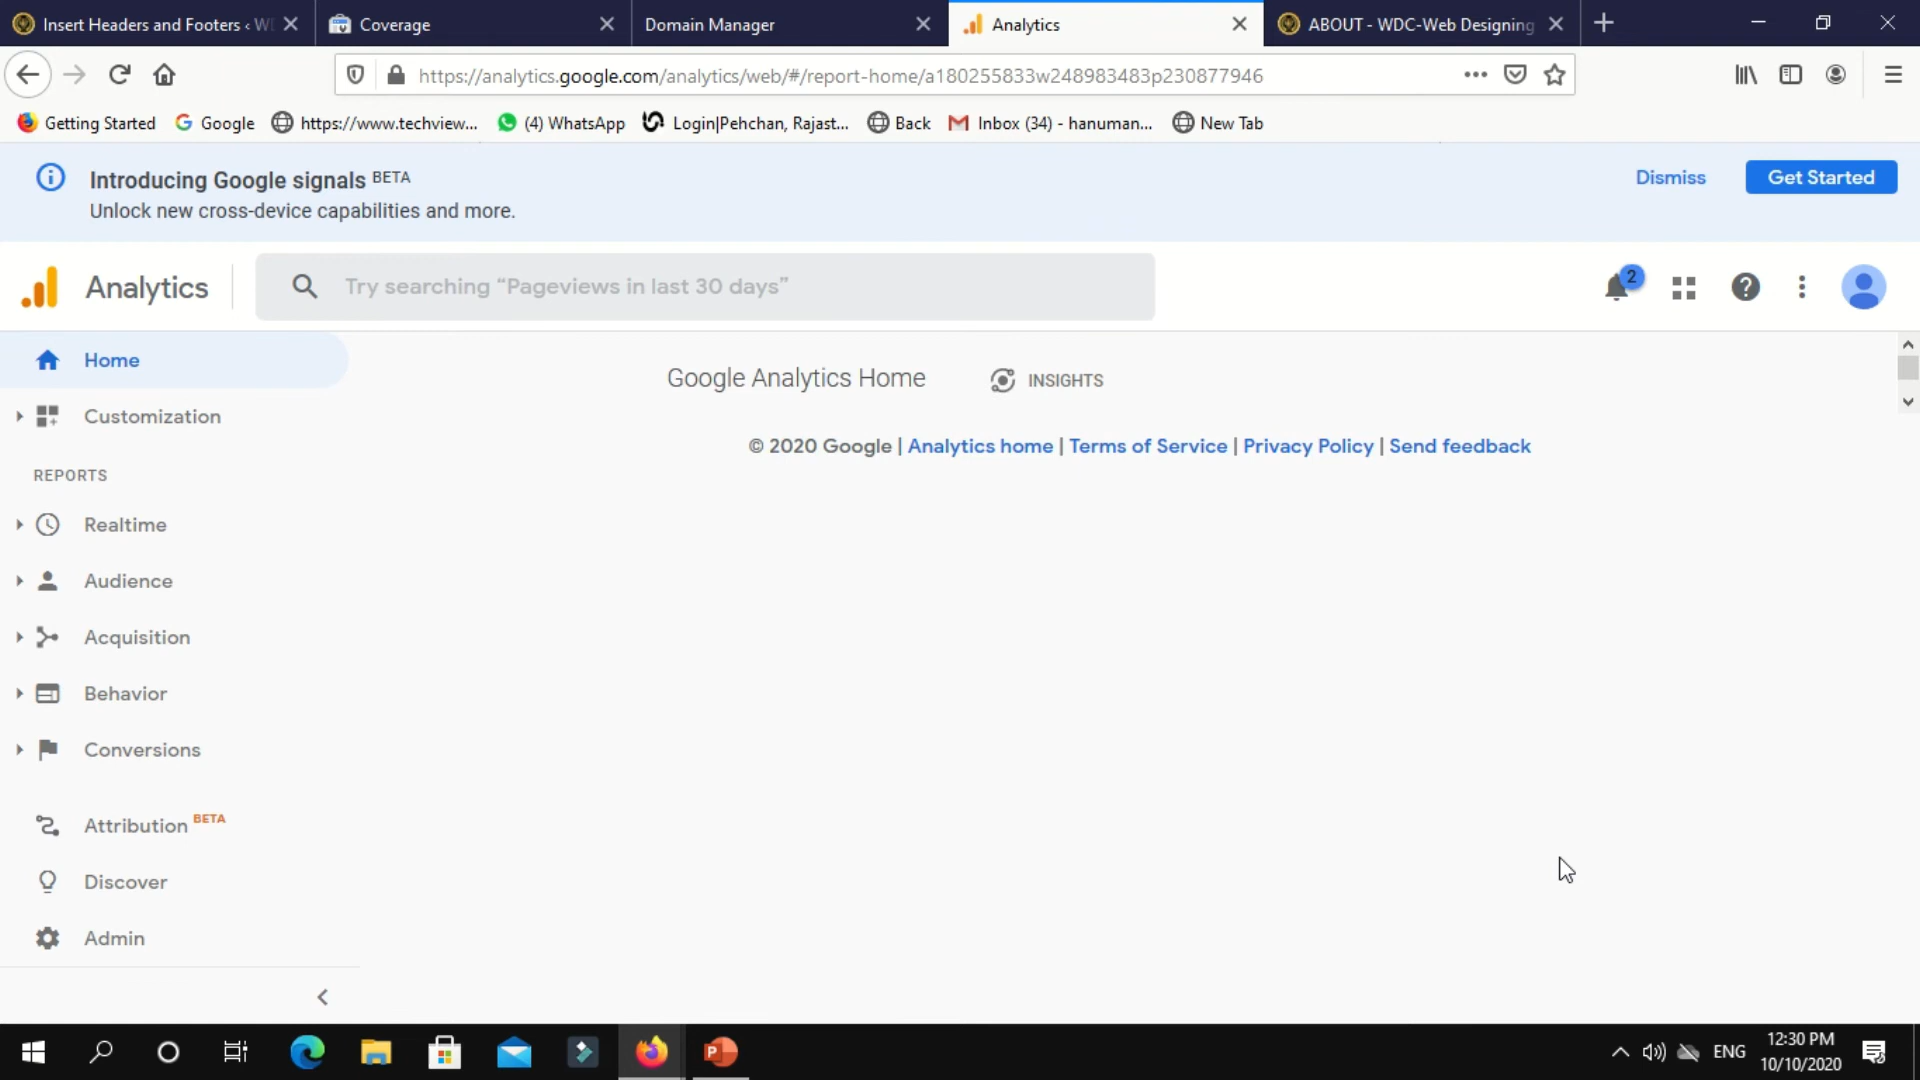 Insert Headers and Footers ‹ WD
Coverage
Domain Manager
Analytics
ABOUT - WDC-Web Designing
https://analytics.google.com/analytics/web/#/report-home/a180255833w248983483p230877946
Getting Started
Google
https://www.techview...
(4) WhatsApp
Login|Pehchan, Rajast...
Back
Inbox (34) - hanuman...
New Tab
Introducing Google signals BETA
Unlock new cross-device capabilities and more.
Dismiss
Get Started
Analytics
Try searching “Pageviews in last 30 days”
2
Home
Google Analytics Home
INSIGHTS
Customization
© 2020 Google | Analytics home | Terms of Service | Privacy Policy | Send feedback
REPORTS
Realtime
Audience
Acquisition
Behavior
Conversions
Attribution BETA
Discover
Admin
ENG
12:30 PM
10/10/2020